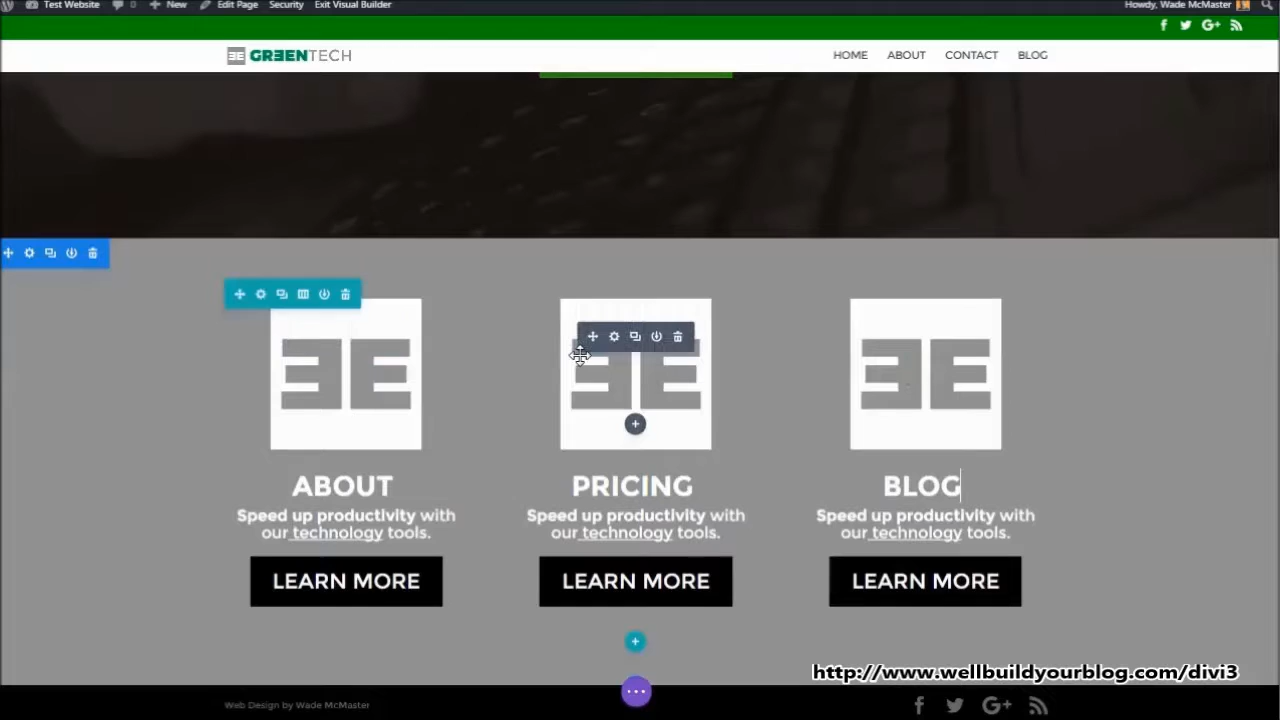 Test Website 0 New Edit Page Security Exit Visual Builder Howdy, Wade McMaster
GRƎENTECH HOME ABOUT CONTACT BLOG
ABOUT PRICING BLOG
Speed up productivity with Speed up productivity with Speed up productivity with
our technology tools. our technology tools. our technology tools.
LEARN MORE LEARN MORE LEARN MORE
http://www.wellbuildyourblog.com/divi3
Web Design by Wade McMaster